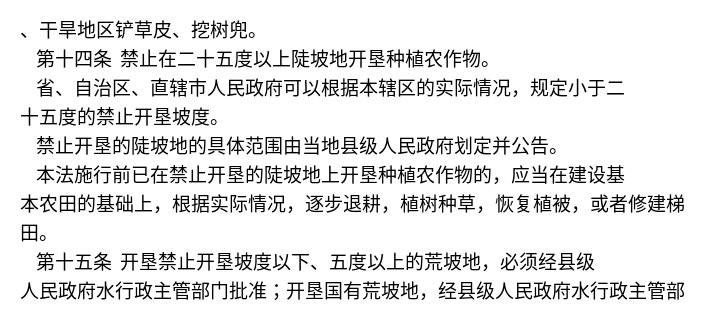 、干旱地区铲草皮、挖树兜。
第十四条 禁止在二十五度以上陡坡地开垦种植农作物。
省、自治区、直辖市人民政府可以根据本辖区的实际情况，规定小于二
十五度的禁止开垦坡度。
禁止开垦的陡坡地的具体范围由当地县级人民政府划定并公告。
本法施行前已在禁止开垦的陡坡地上开垦种植农作物的，应当在建设基
本农田的基础上，根据实际情况，逐步退耕，植树种草，恢复植被，或者修建梯
田。
第十五条 开垦禁止开垦坡度以下、五度以上的荒坡地，必须经县级
人民政府水行政主管部门批准；开垦国有荒坡地，经县级人民政府水行政主管部